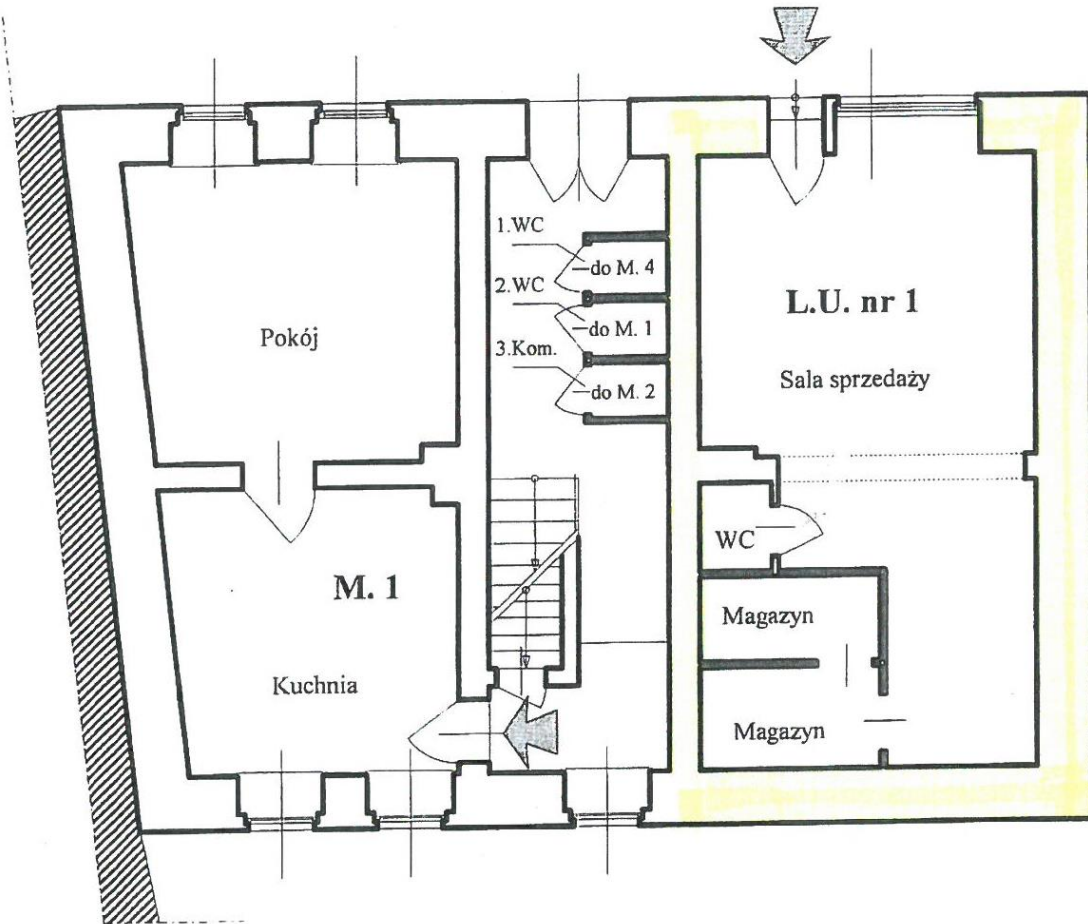 1.WC
do M. 4
2.WC
do M. 1
3.Kom.
do M. 2
L.U. nr 1
Sala sprzedaży
Pokój
WC
M. 1
Magazyn
Kuchnia
Magazyn